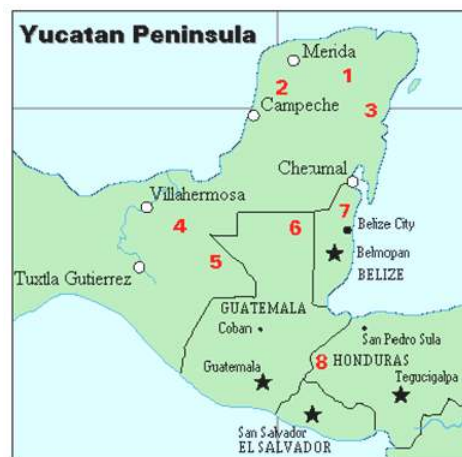 Yucatan Peninsula
Merida
1
2
3
Campeche
Chetumal
Villahermosa
7
4
6
Belize City
5
Belmopan
Tuxtla Gutierrez
BELIZE
GUATEMALA
Coban
San Pedro Sula
8 HONDURAS
Guatemala
Tegucigalpa
San Salvador
EL SALVADOR